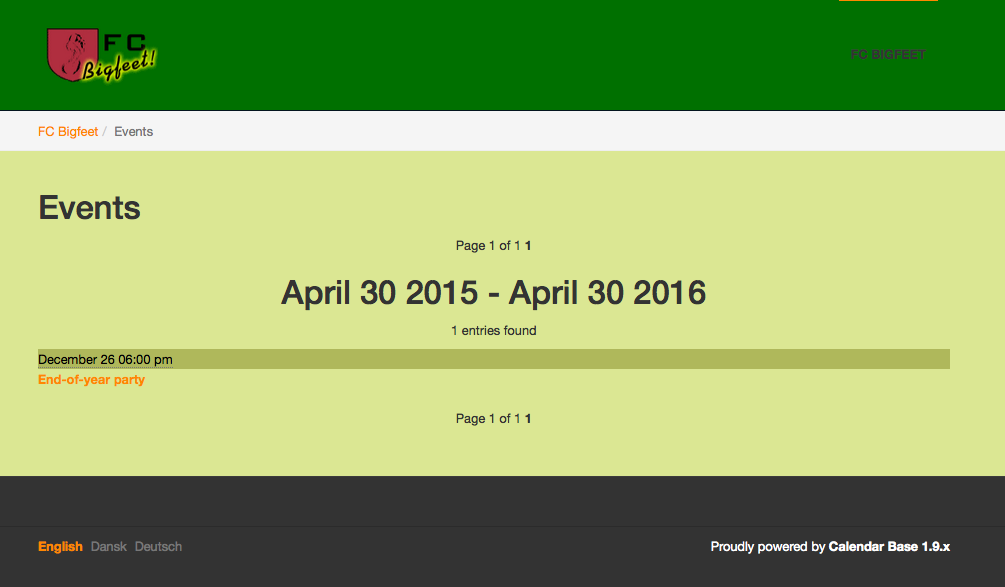 FC
Bigfeet!
FC BIGFEET
FC Bigfeet / Events
Events
Page 1 of 1 1
April 30 2015 - April 30 2016
1 entries found
December 26 06:00 pm
End-of-year party
Page 1 of 1 1
English Dansk Deutsch
Proudly powered by Calendar Base 1.9.x